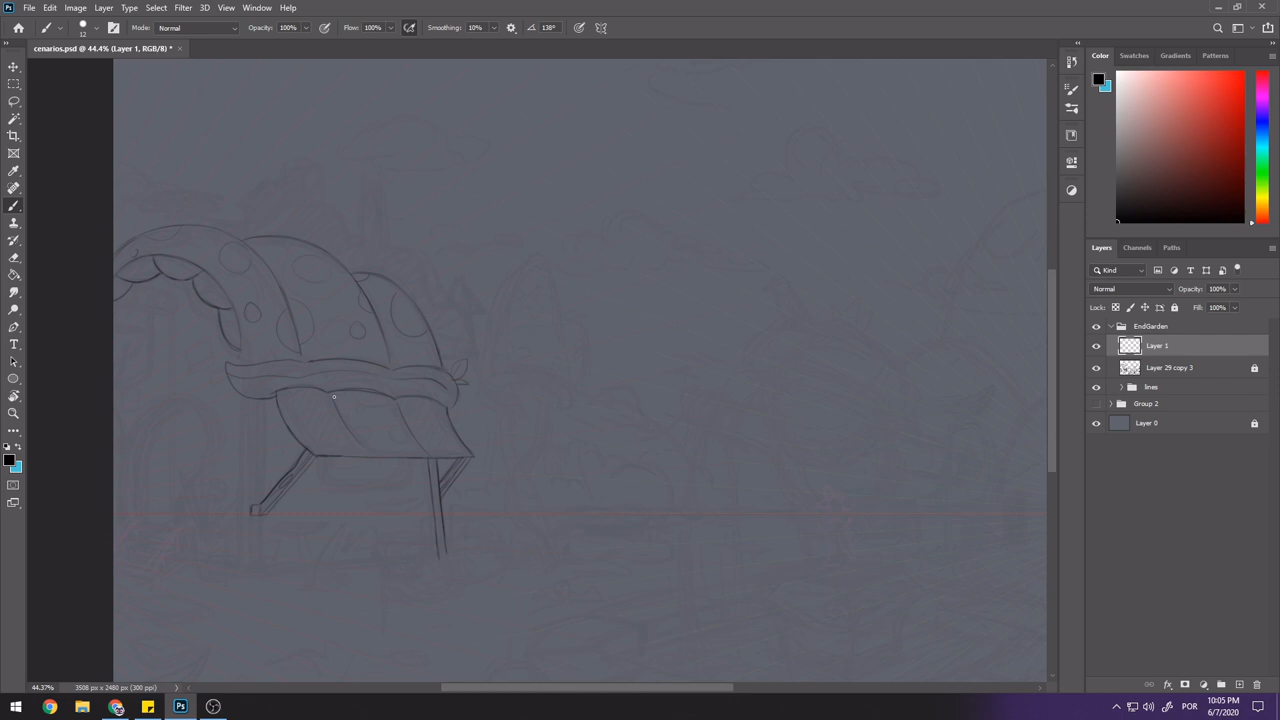 File Edit Image Layer Type Select Filter 3D View Window Help
12 Mode: Normal Opacity: 100% Flow: 100% Smoothing: 10% 138°
cenarios.psd @ 44.4% (Layer 1, RGB/8) *
Color Swatches Gradients Patterns
Layers Channels Paths
Kind
Normal Opacity: 100%
Lock: Fill: 100%
EndGarden
Layer 1
Layer 29 copy 3
lines
Group 2
Layer 0
44.37% 3508 px x 2480 px (300 ppi)
POR 10:05 PM
6/7/2020